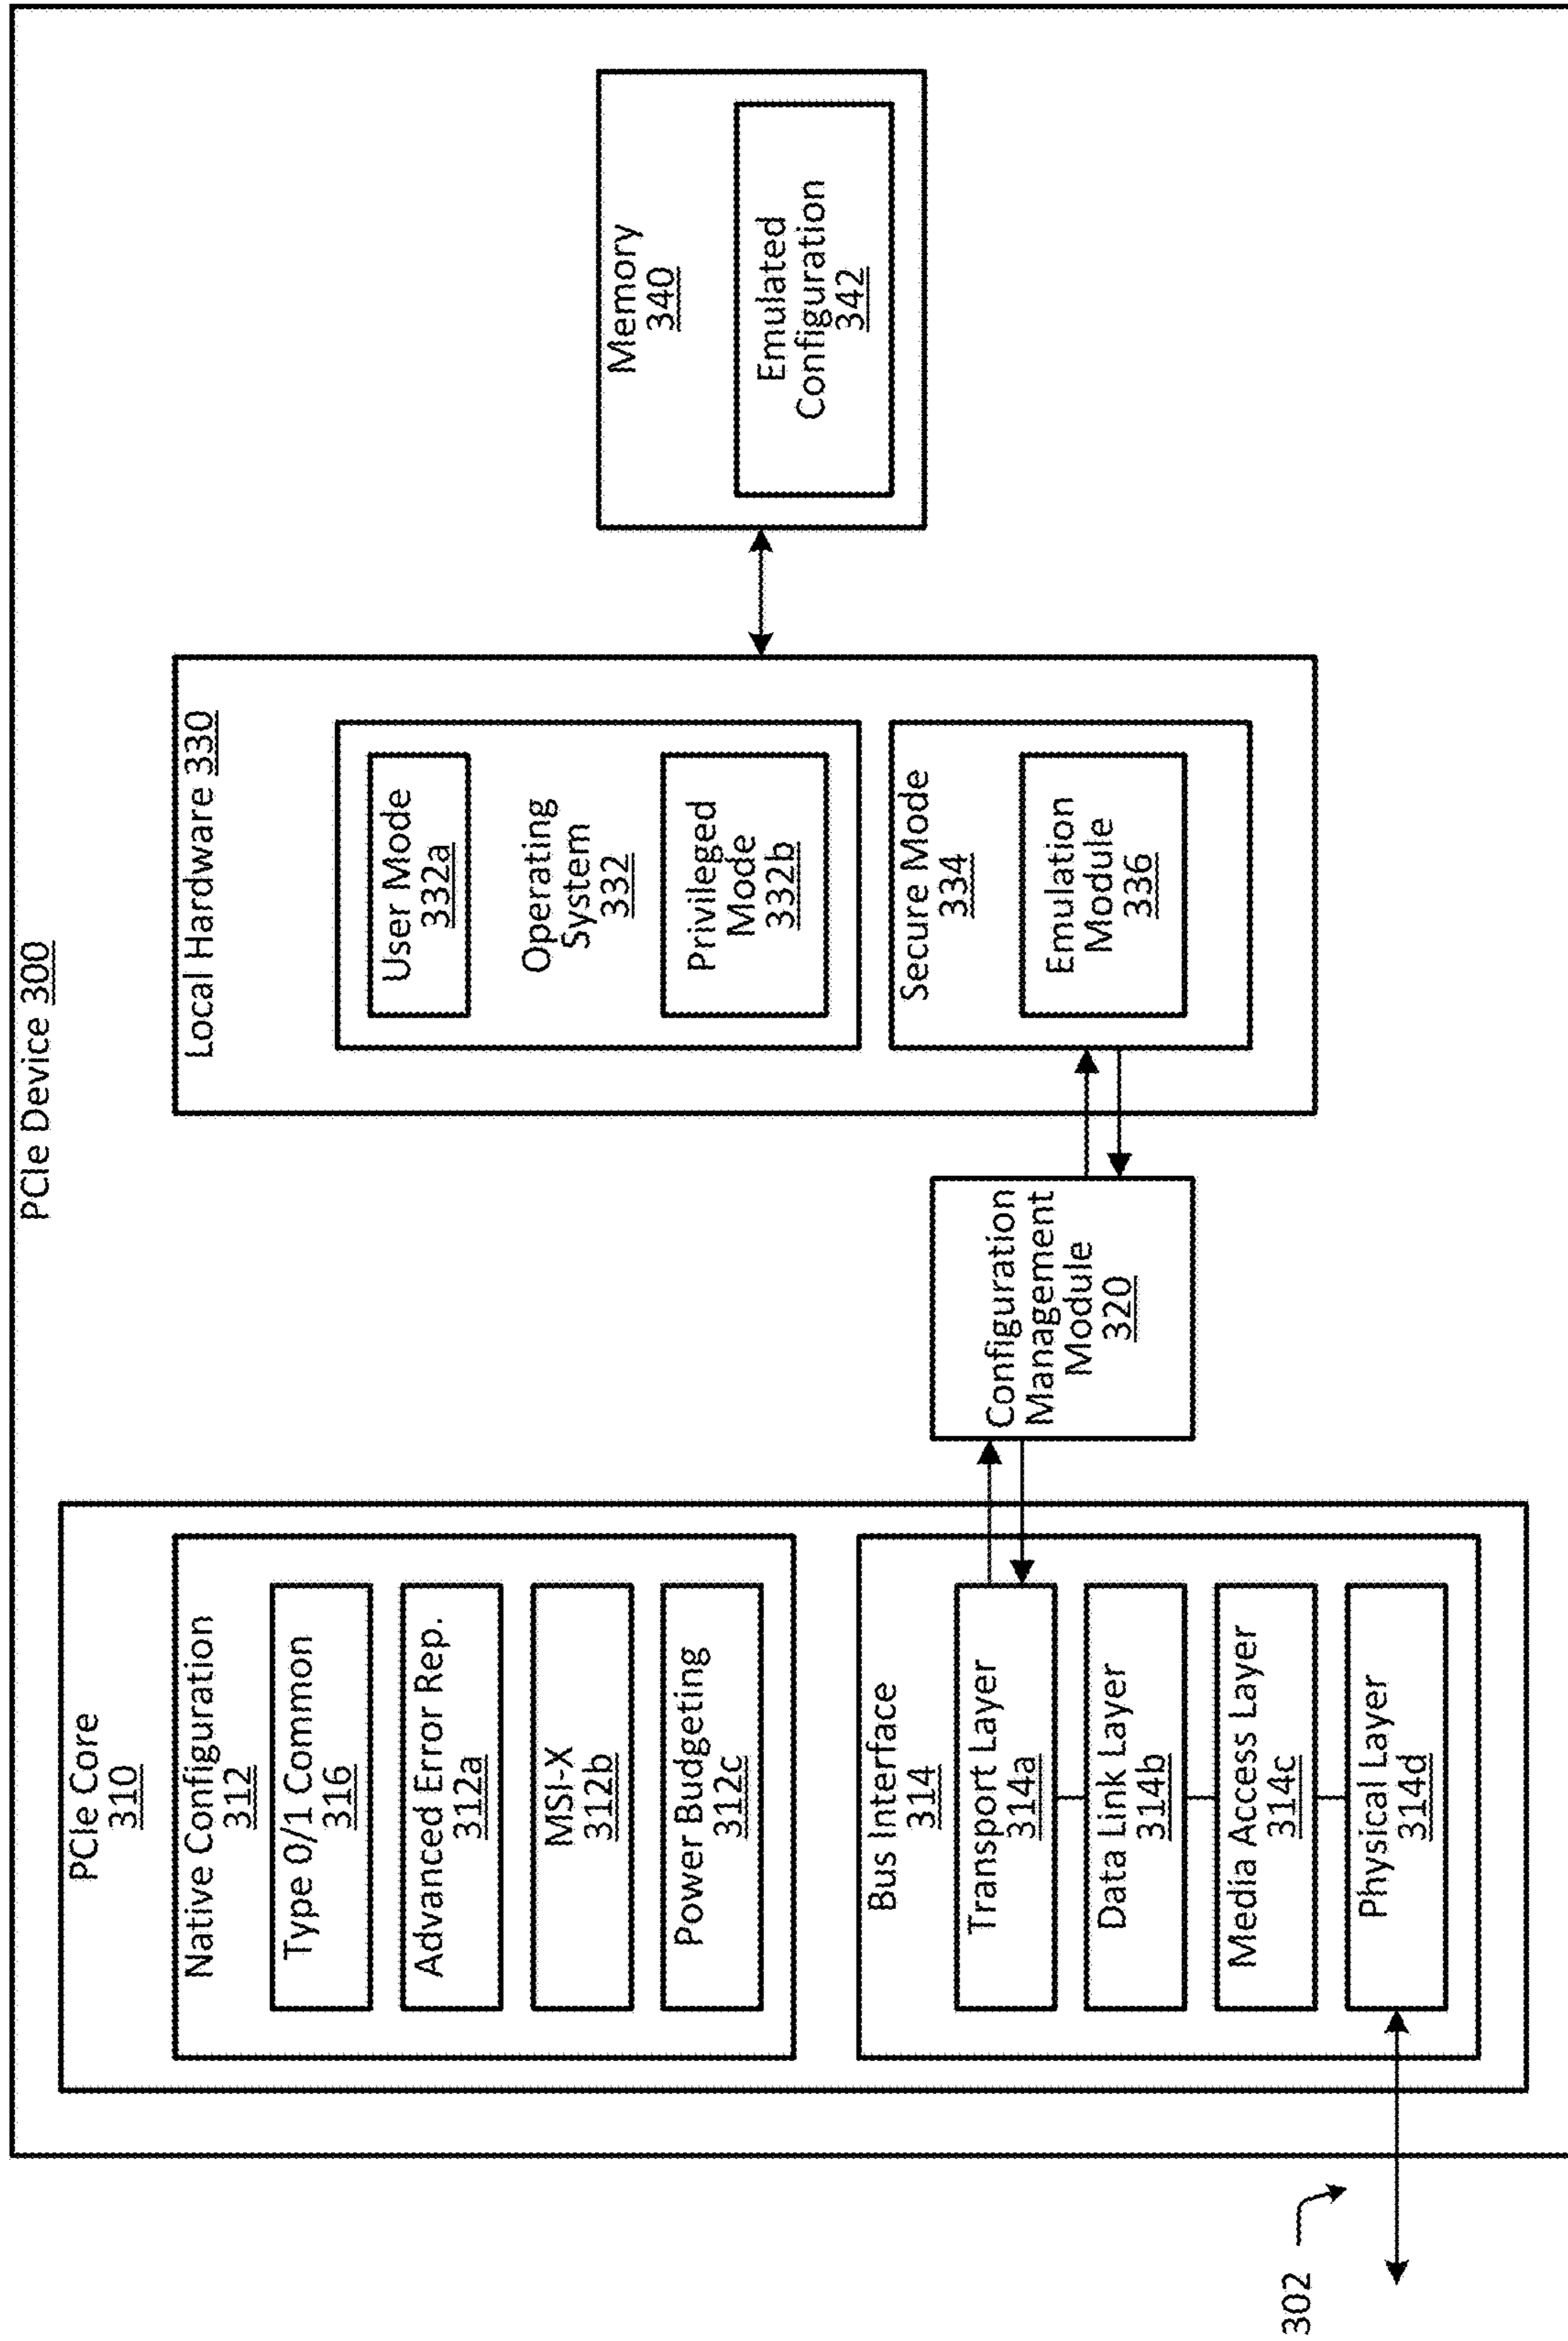 PCIe Device 300
PCIe Core
310
Native Configuration
312
Type 0/1 Common
316
Advanced Error Rep.
312a
MSI-X
312b
Power Budgeting
312c
Bus Interface
314
Transport Layer
314a
Data Link Layer
314b
Media Access Layer
314c
Physical Layer
314d
302
Configuration
Management
Module
320
Local Hardware 330
User Mode
332a
Operating
System
332
Privileged
Mode
332b
Secure Mode
334
Emulation
Module
336
Memory
340
Emulated
Configuration
342